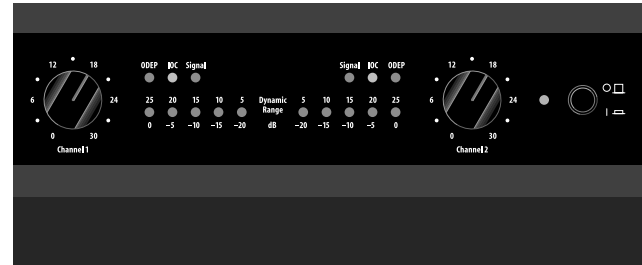 12 18
6 24
0 30
Channel 1
ODEP IOC Signal
25 20 15 10 5
0 –5 –10 –15 –20
Dynamic
Range
dB
Signal IOC ODEP
5 10 15 20 25
–20 –15 –10 –5 0
12 18
6 24
0 30
Channel 2